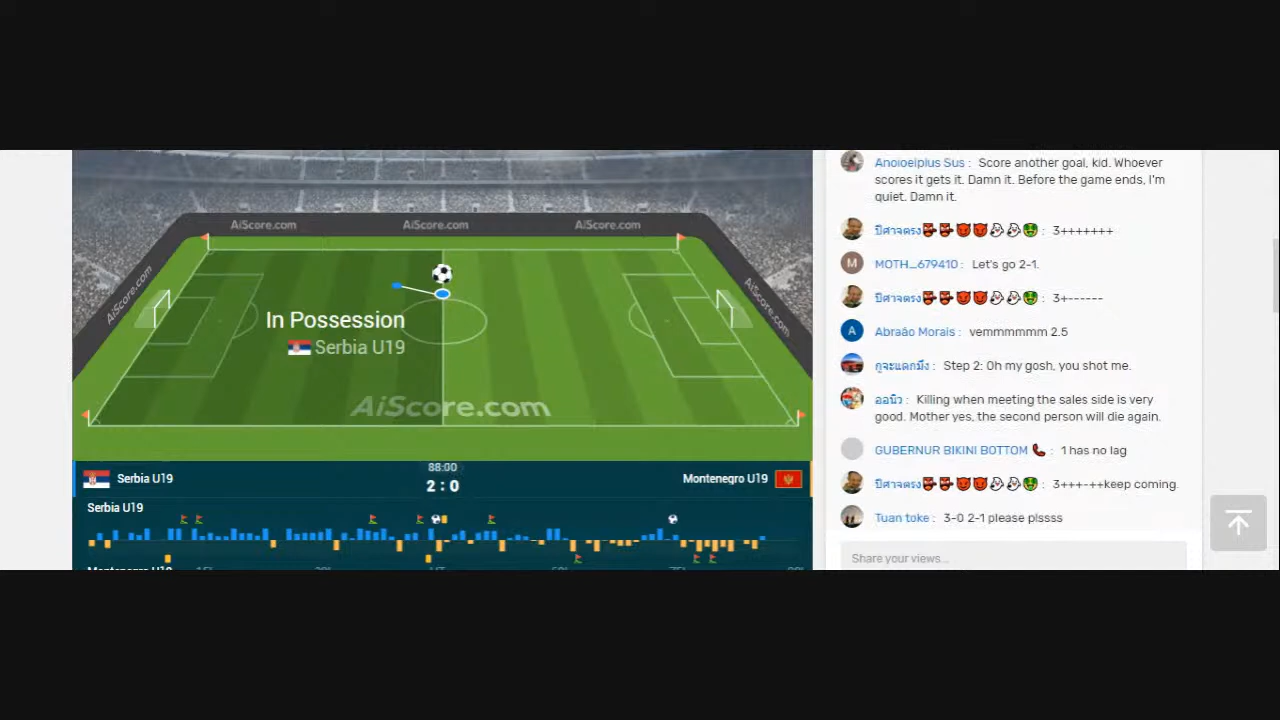 AiScore.com
AiScore.com
AiScore.com
AiScore.com
AiScore.com
In Possession
Serbia U19
AiScore.com
88:00
Serbia U19
2 : 0
Montenegro U19
Serbia U19
HT
Sus : Score another goal, kid. Whoever
scores it gets it. Damn it. Before the game ends, I'm
quiet. Damn it.
ปีศาจตรง👺👺😈😈👻👻🤑 : 3+++++++
M
MOTH_679410 : Let's go 2-1.
ปีศาจตรง👺👺😈😈👻👻🤑 : 3+------
A
Abraão Morais : vemmmmmm 2.5
กูจะแดกมึง : Step 2: Oh my gosh, you shot me.
ออนิว : Killing when meeting the sales side is very
good. Mother yes, the second person will die again.
GUBERNUR BIKINI BOTTOM 📞 : 1 has no lag
ปีศาจตรง👺👺😈😈👻👻🤑 : 3+++-++keep coming.
Tuan toke : 3-0 2-1 please plssss
Share your views...